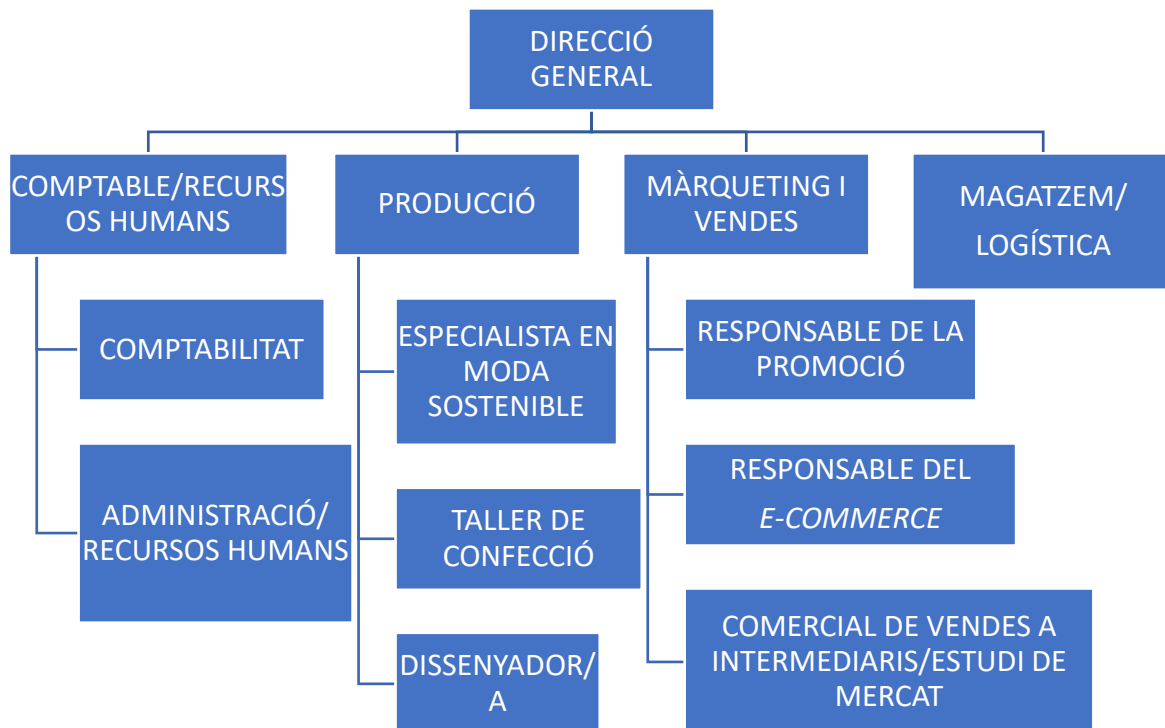 DIRECCIÓ
GENERAL
COMPTABLE/RECURS
OS HUMANS
PRODUCCIÓ
MÀRQUETING I
VENDES
MAGATZEM/
LOGÍSTICA
COMPTABILITAT
ADMINISTRACIÓ/
RECURSOS HUMANS
ESPECIALISTA EN
MODA
SOSTENIBLE
TALLER DE
CONFECCIÓ
DISSENYADOR/
A
RESPONSABLE DE LA
PROMOCIÓ
RESPONSABLE DEL
E-COMMERCE
COMERCIAL DE VENDES A
INTERMEDIARIS/ESTUDI DE
MERCAT